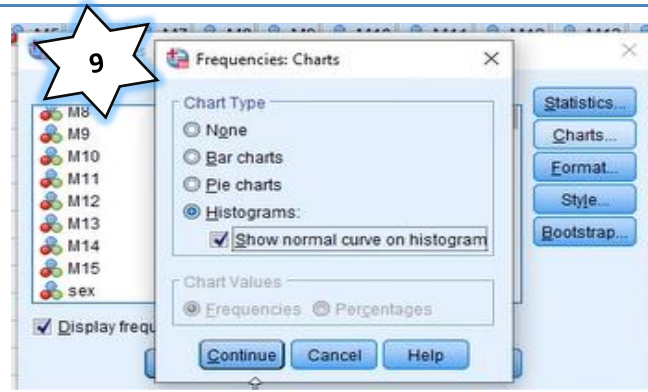 9
Frequencies: Charts
Chart Type
None
Bar charts
Pie charts
Histograms:
Show normal curve on histogram
Chart Values
Frequencies Percentages
Continue Cancel Help
M8
M9
M10
M11
M12
M13
M14
M15
sex
Display frequ
Statistics...
Charts...
Format...
Style...
Bootstrap...